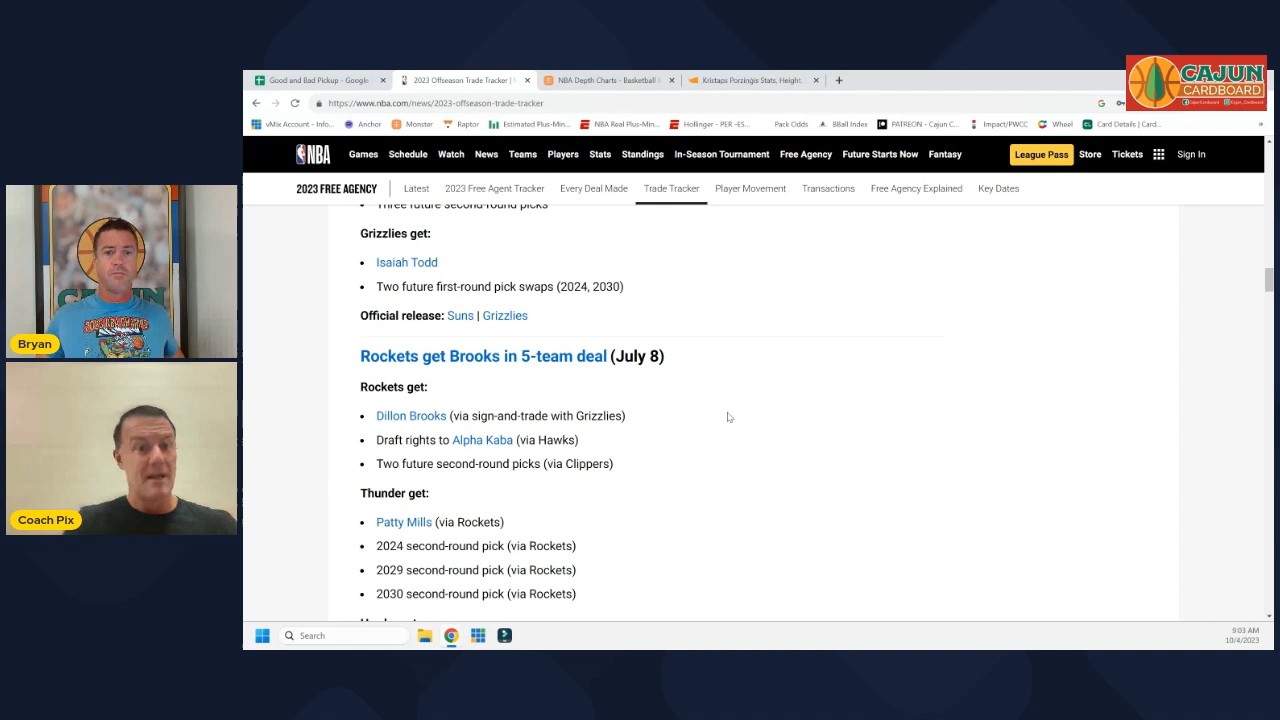 Good and Bad Pickup - Google
2023 Offseason Trade Tracker |
NBA Depth Charts - Basketball
Kristaps Porziņģis Stats, Height,
https://www.nba.com/news/2023-offseason-trade-tracker
vMix Account - Info...
Anchor
Monster
Raptor
Estimated Plus-Min...
NBA Real Plus-Min...
Hollinger - PER -ES...
Pack Odds
BBall Index
PATREON - Cajun C...
Impact/PWCC
Wheel
Card Details | Card...
»
CAJUN
CARDBOARD
CajunCardboard
Cajun_Cardboard
NBA
Games
Schedule
Watch
News
Teams
Players
Stats
Standings
In-Season Tournament
Free Agency
Future Starts Now
Fantasy
League Pass
Store
Tickets
Sign In
2023 FREE AGENCY
Latest
2023 Free Agent Tracker
Every Deal Made
Trade Tracker
Player Movement
Transactions
Free Agency Explained
Key Dates
Three future second-round picks
Grizzlies get:
• Isaiah Todd
• Two future first-round pick swaps (2024, 2030)
Official release: Suns | Grizzlies
Rockets get Brooks in 5-team deal (July 8)
Rockets get:
• Dillon Brooks (via sign-and-trade with Grizzlies)
• Draft rights to Alpha Kaba (via Hawks)
• Two future second-round picks (via Clippers)
Thunder get:
• Patty Mills (via Rockets)
• 2024 second-round pick (via Rockets)
• 2029 second-round pick (via Rockets)
• 2030 second-round pick (via Rockets)
Search
9:03 AM
10/4/2023
CAJUN
Bryan
Coach Pix